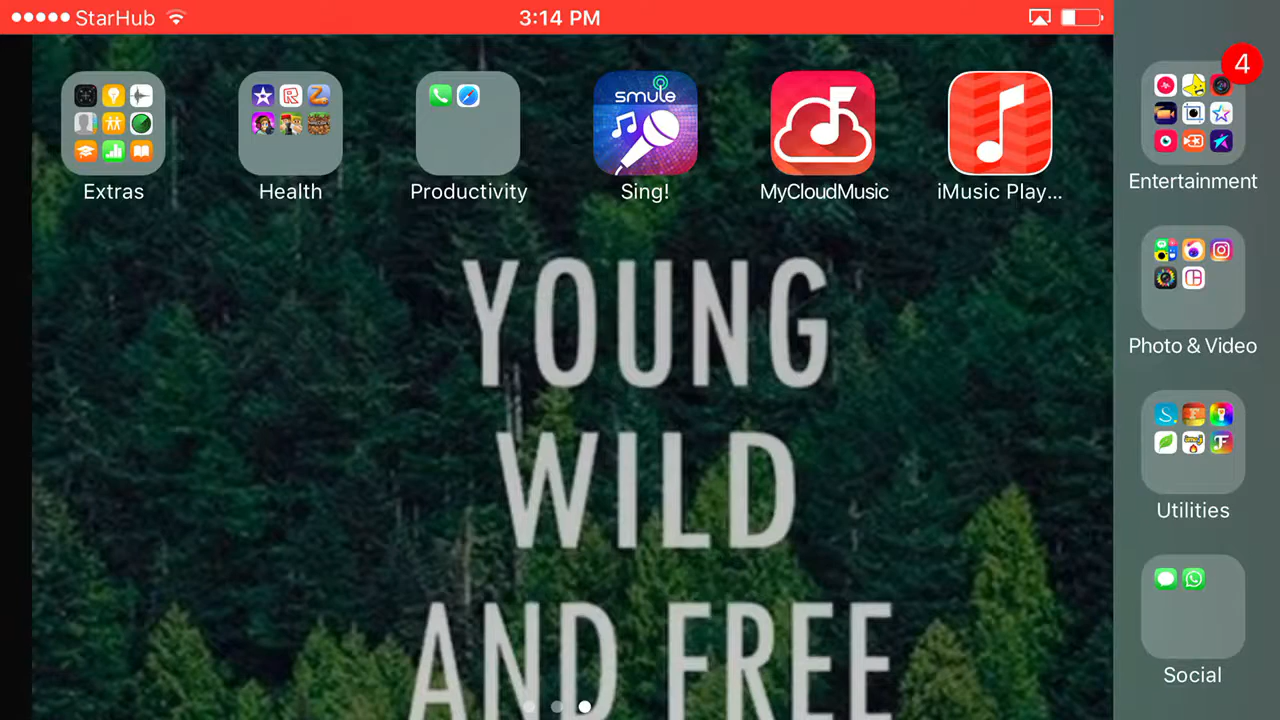 StarHub 3:14 PM
4
Extras Health Productivity Sing! MyCloudMusic iMusic Play...
smule
Entertainment
Photo & Video
Utilities
Social
YOUNG
WILD
AND FREE